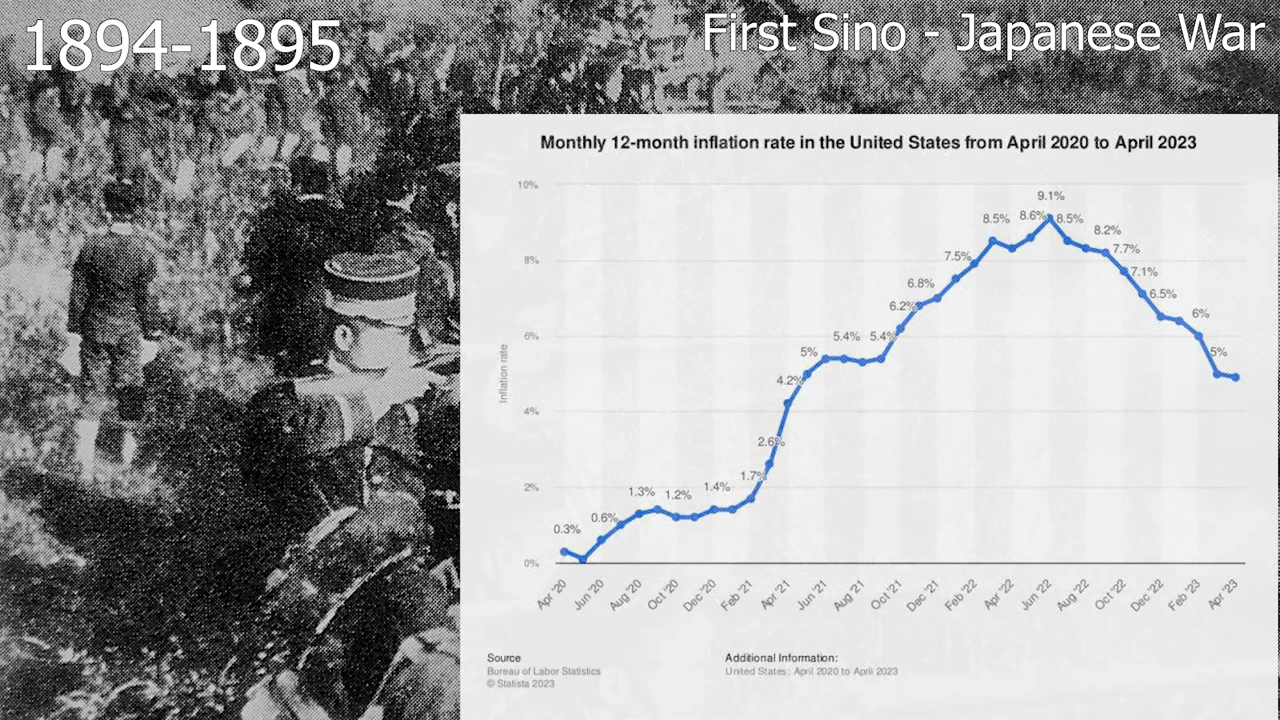 1894-1895
First Sino - Japanese War
Monthly 12-month inflation rate in the United States from April 2020 to April 2023
10%
8%
6%
4%
2%
0%
Inflation rate
0.3%
0.6%
1.3%
1.2%
1.4%
1.7%
2.6%
4.2%
5%
5.4%
5.4%
6.2%
6.8%
7.5%
8.5%
8.6%
9.1%
8.5%
8.2%
7.7%
7.1%
6.5%
6%
5%
Apr '20
Jun '20
Aug '20
Oct '20
Dec '20
Feb '21
Apr '21
Jun '21
Aug '21
Oct '21
Dec '21
Feb '22
Apr '22
Jun '22
Aug '22
Oct '22
Dec '22
Feb '23
Apr '23
Source
Bureau of Labor Statistics
© Statista 2023
Additional Information:
United States; April 2020 to April 2023